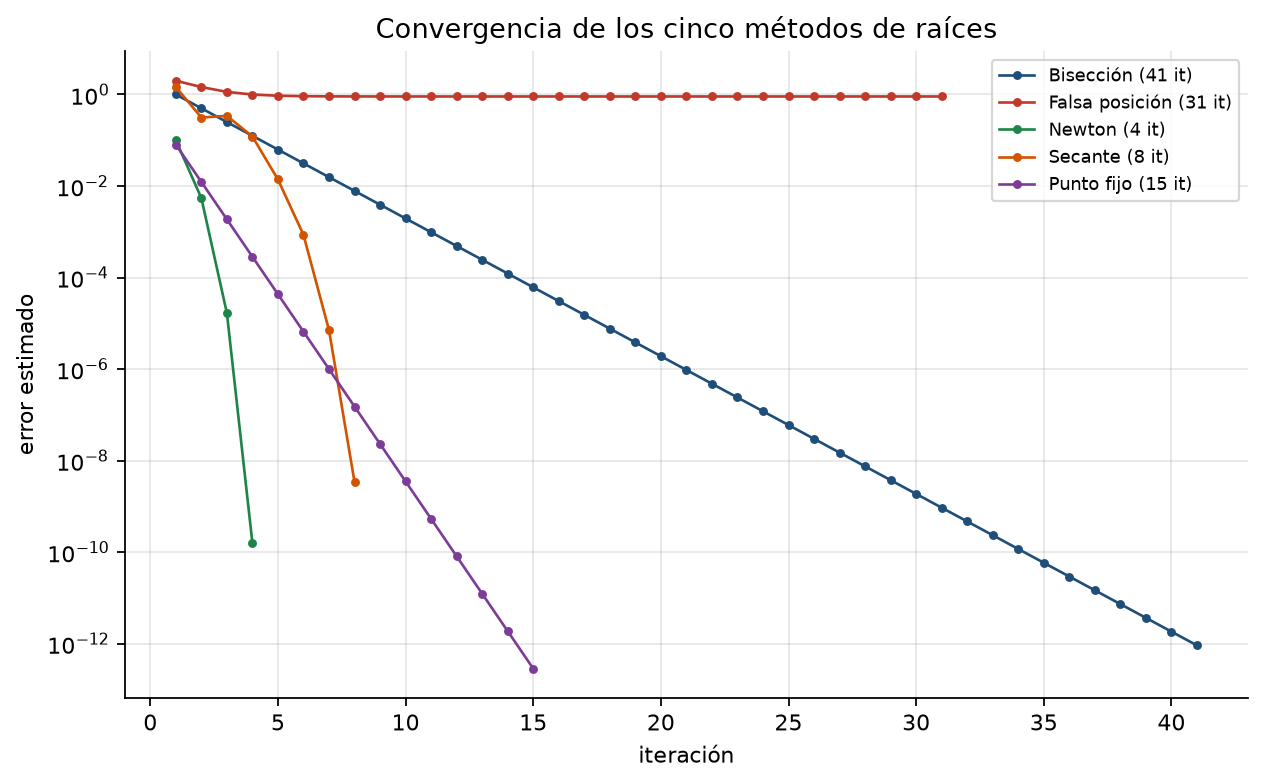 Convergencia de los cinco métodos de raíces
Bisección (41 it)
Falsa posición (31 it)
Newton (4 it)
Secante (8 it)
Punto fijo (15 it)
error estimado
10⁰
10⁻²
10⁻⁴
10⁻⁶
10⁻⁸
10⁻¹⁰
10⁻¹²
0 5 10 15 20 25 30 35 40
iteración